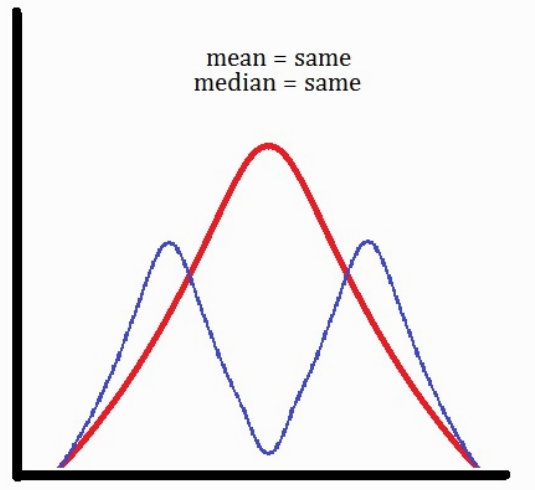 mean = same
median = same